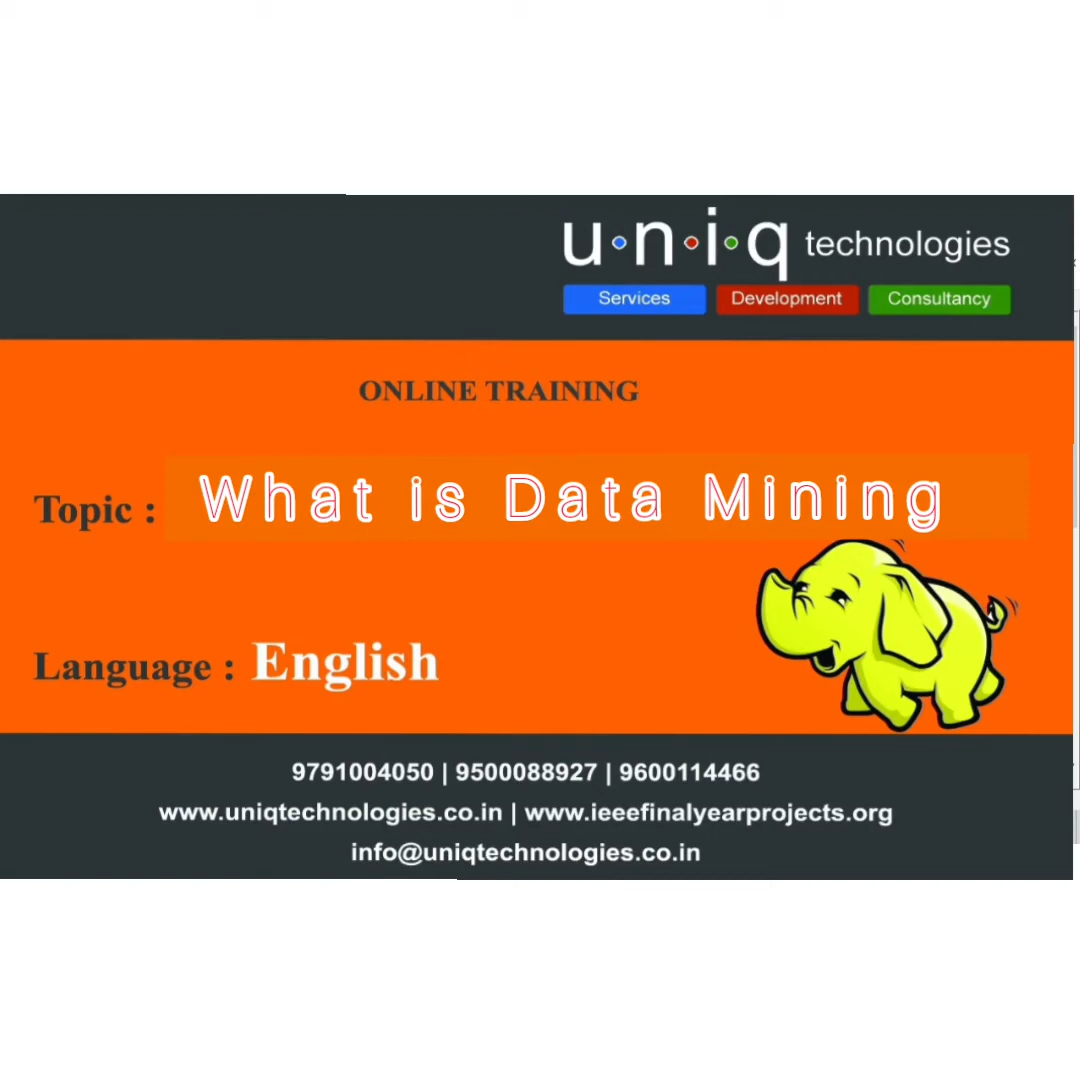 u·n·i·q technologies
Services Development Consultancy
ONLINE TRAINING
Topic : What is Data Mining
Language : English
9791004050 | 9500088927 | 9600114466
www.uniqtechnologies.co.in | www.ieeefinalyearprojects.org
info@uniqtechnologies.co.in